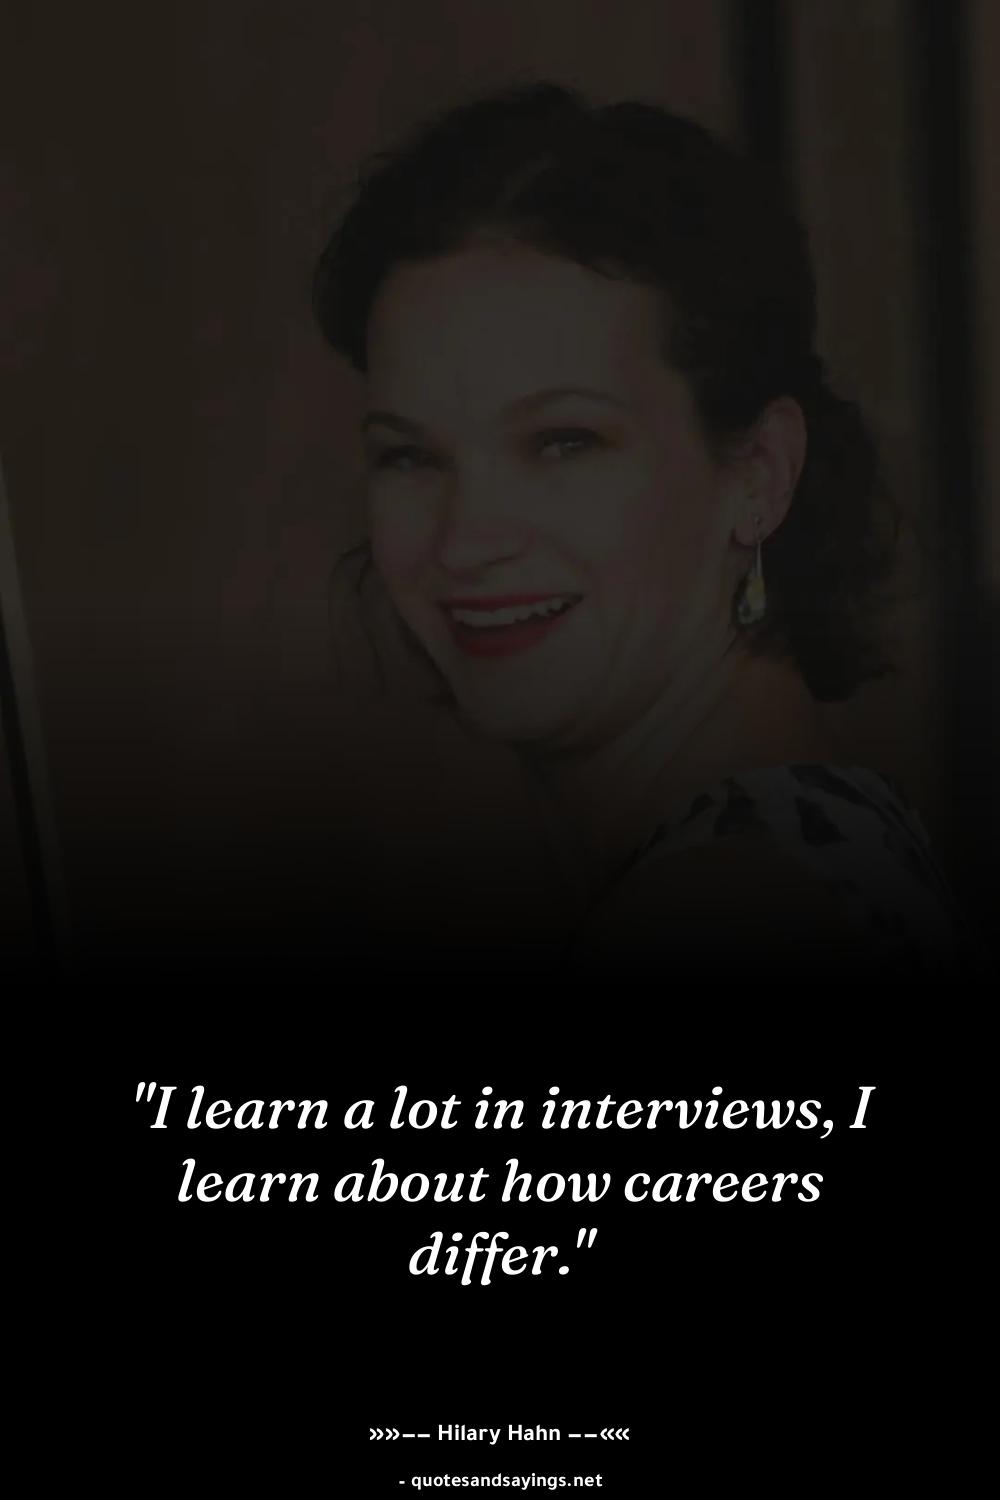 "I learn a lot in interviews, I
learn about how careers
differ."
»»–– Hilary Hahn ––««
- quotesandsayings.net